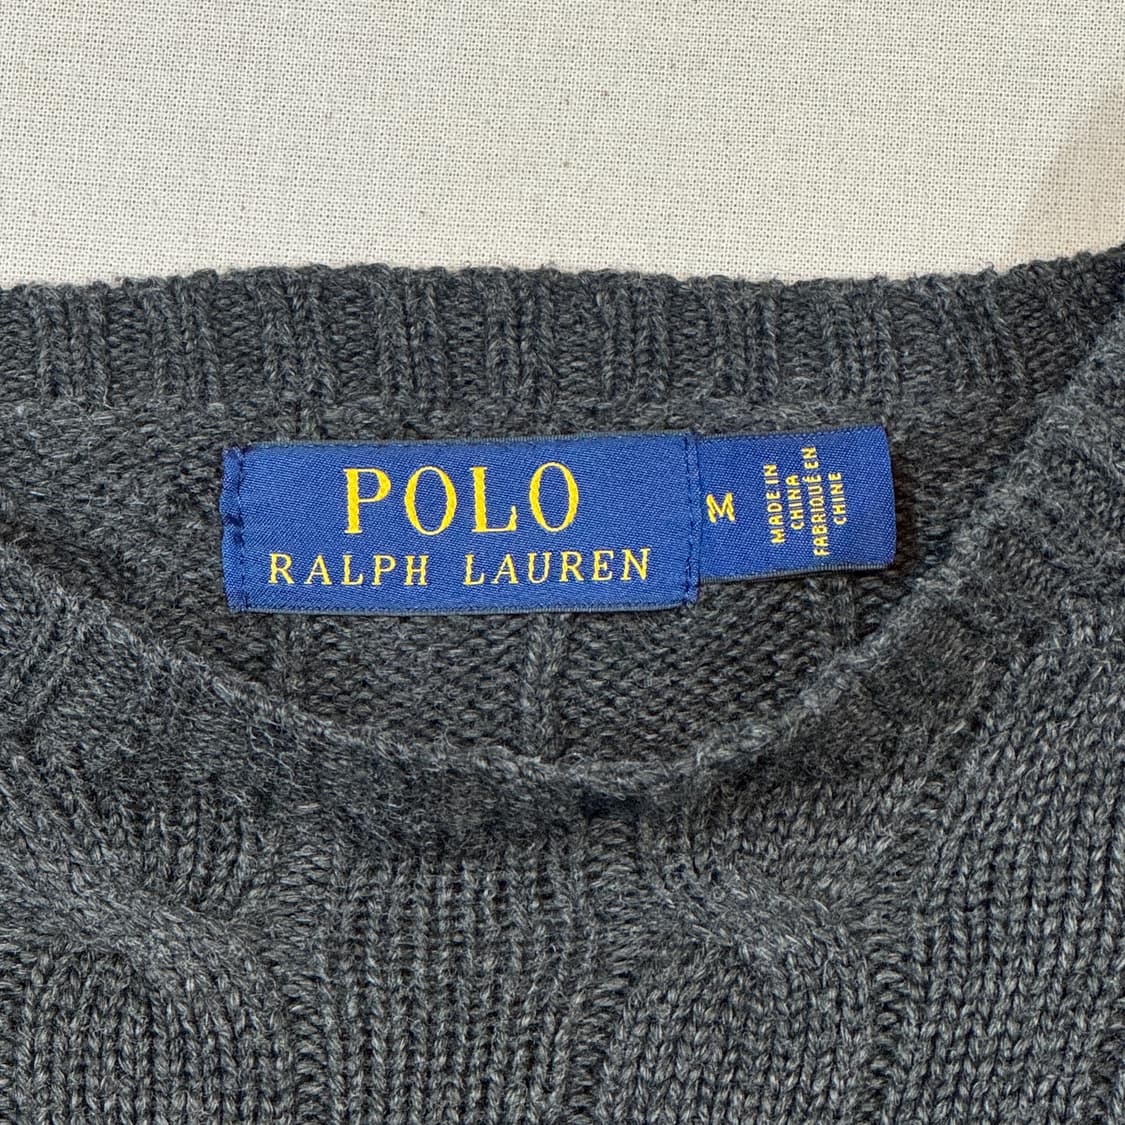 POLO
RALPH LAUREN
M
MADE IN
CHINA
FABRIQUÉ EN
CHINE